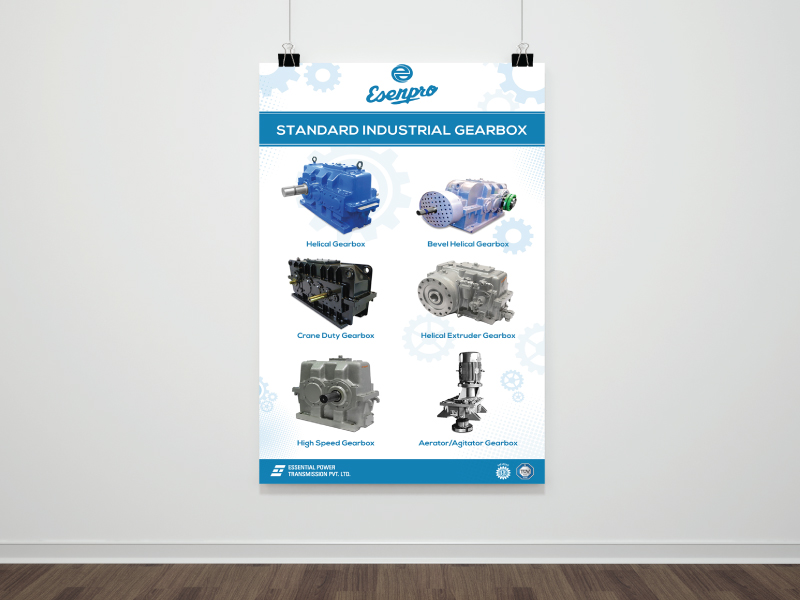 Esenpro
STANDARD INDUSTRIAL GEARBOX
Helical Gearbox
Bevel Helical Gearbox
Crane Duty Gearbox
Helical Extruder Gearbox
High Speed Gearbox
Aerator/Agitator Gearbox
ESSENTIAL POWER
TRANSMISSION PVT. LTD.